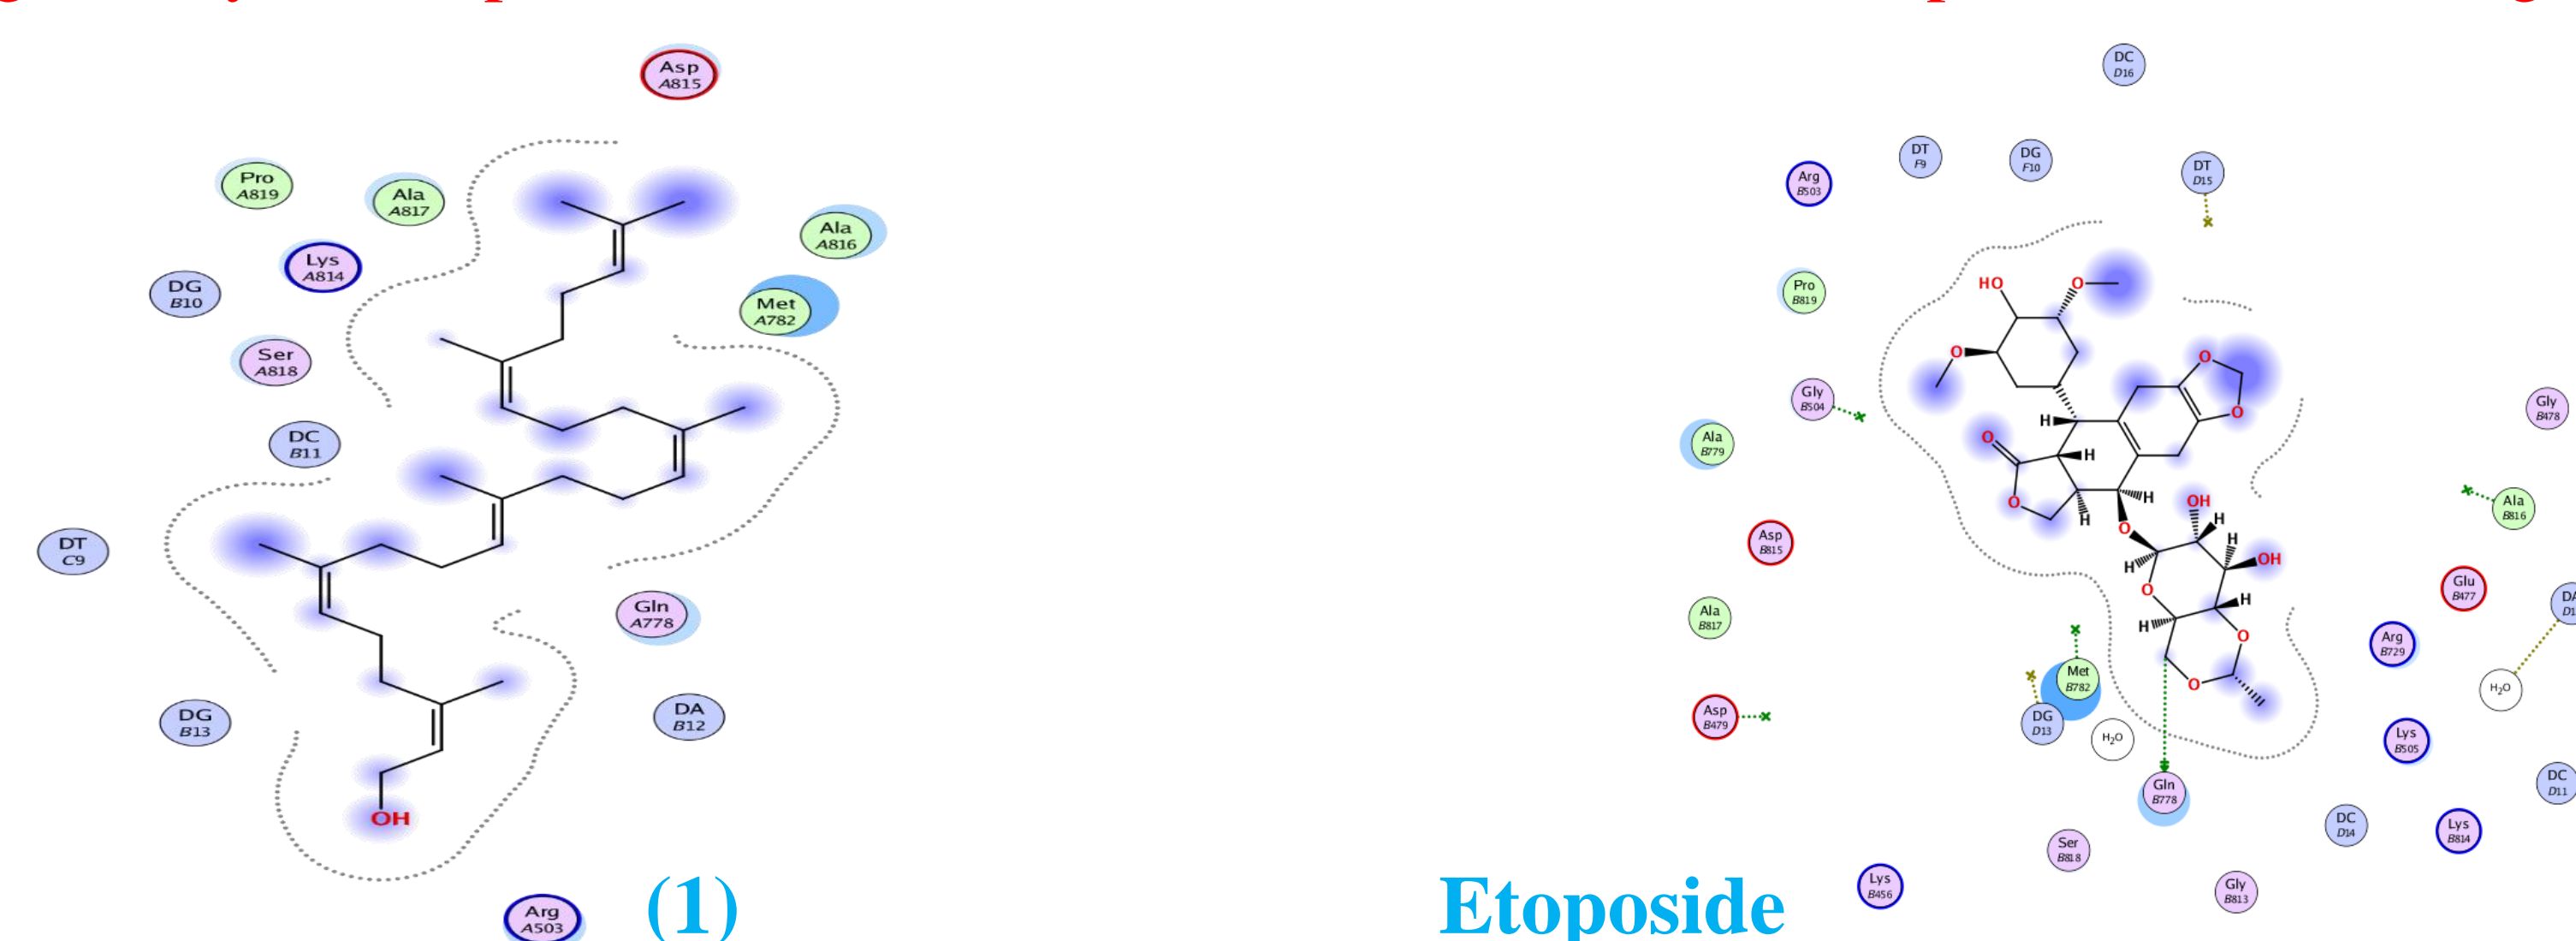 Asp
A815
Pro
A819
Ala
A817
Ala
A816
Lys
A814
DG
B10
Met
A782
Ser
A818
DC
B11
DT
C9
Gln
A778
DG
B13
DA
B12
OH
Arg
A503
(1)
DC
D16
DT
F9
DG
F10
DT
D15
Arg
B503
Pro
B819
HO
O
O
O
O
Gly
B504
Gly
B478
Ala
B779
H
O
H
H
O
H
OH
H
Ala
B816
Asp
B815
O
H
H
OH
O
H
Glu
B477
H
O
Ala
B817
Arg
B729
Met
B782
O
H₂O
Asp
B479
DG
D13
H₂O
Lys
B505
Gln
B778
DC
D11
DC
D14
Lys
B814
Ser
B818
Lys
B456
Gly
B813
Etoposide